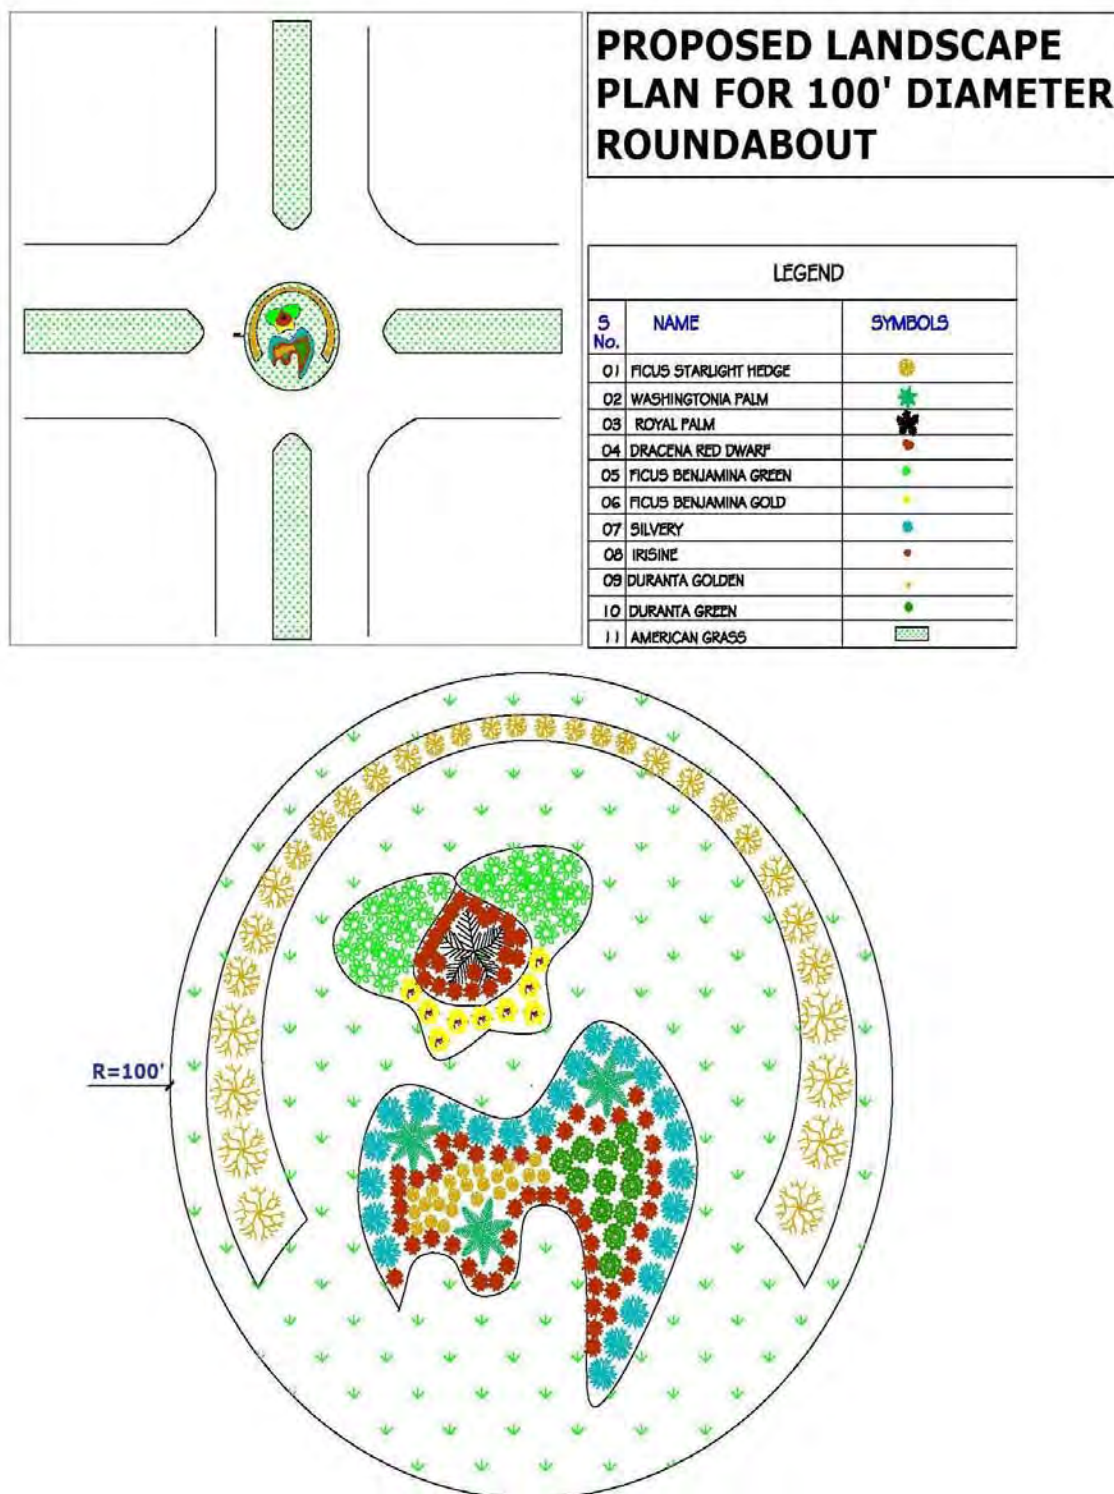 PROPOSED LANDSCAPE
PLAN FOR 100' DIAMETER
ROUNDABOUT
LEGEND
S No. NAME SYMBOLS
01 FICUS STARLIGHT HEDGE
02 WASHINGTONIA PALM
03 ROYAL PALM
04 DRACENA RED DWARF
05 FICUS BENJAMINA GREEN
06 FICUS BENJAMINA GOLD
07 SILVERY
08 IRISINE
09 DURANTA GOLDEN
10 DURANTA GREEN
11 AMERICAN GRASS
R=100'